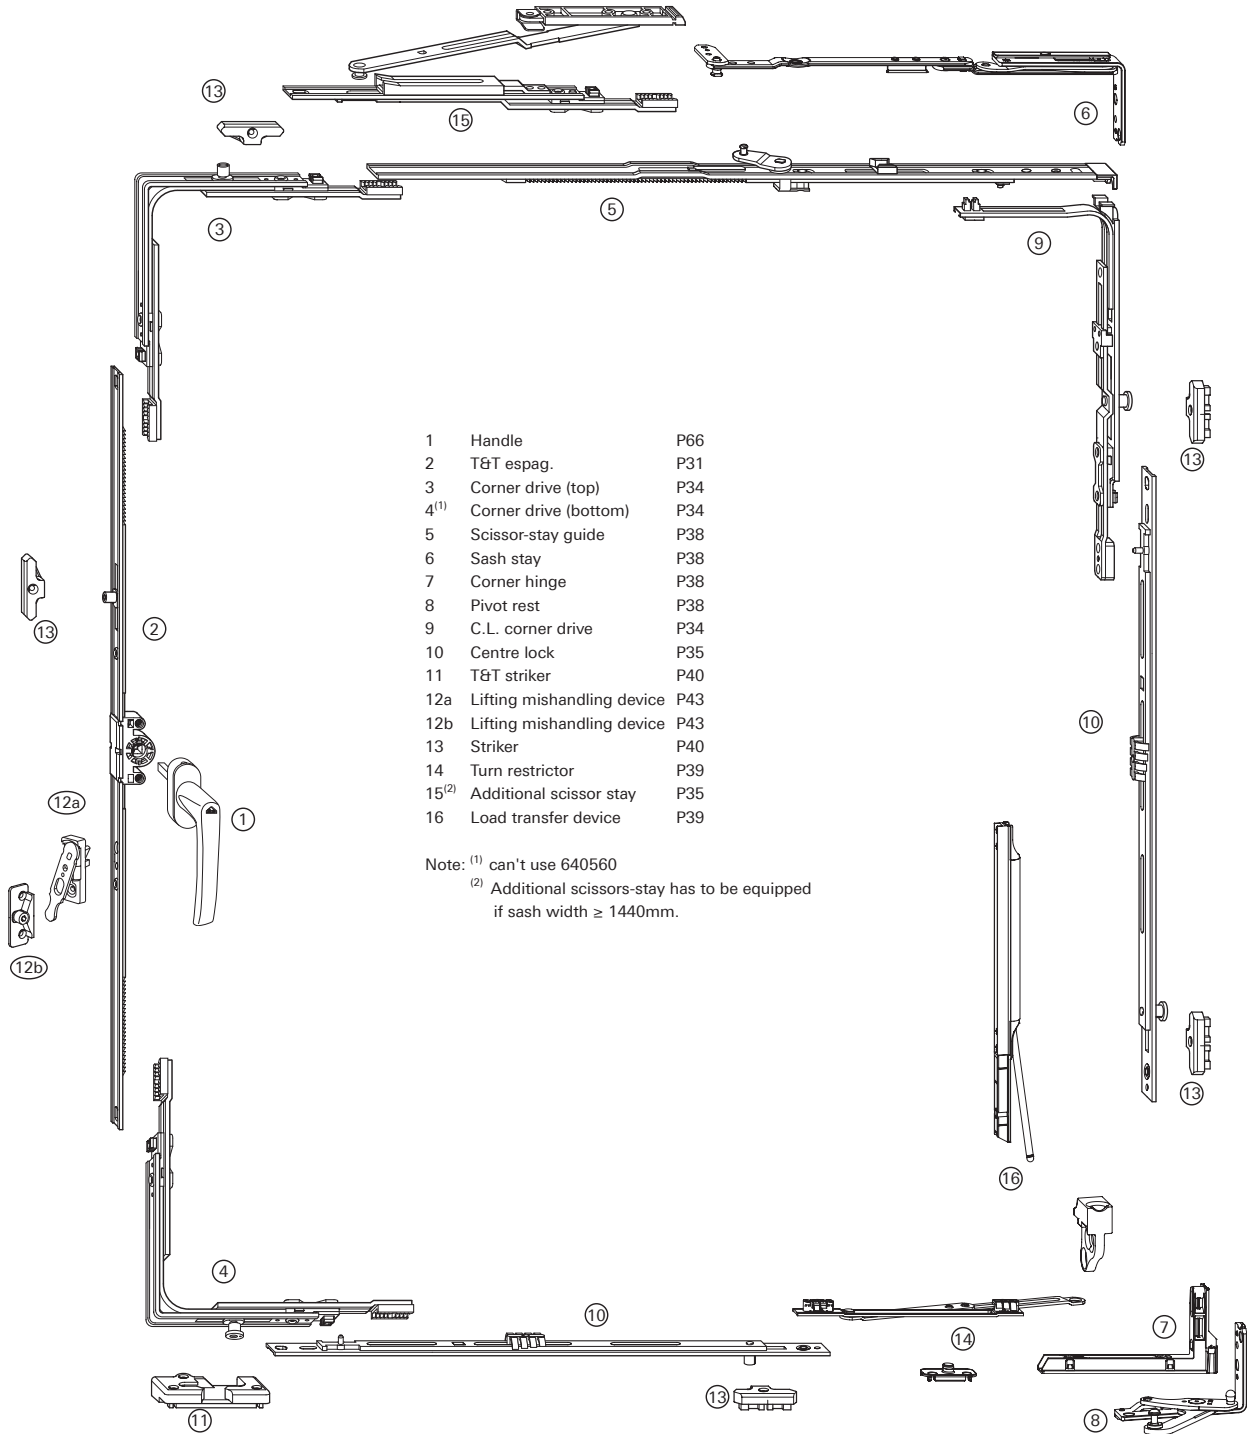 13
15
6
3
5
9
1 Handle P66
2 T&T espag. P31
3 Corner drive (top) P34
4(1) Corner drive (bottom) P34
5 Scissor-stay guide P38
6 Sash stay P38
7 Corner hinge P38
8 Pivot rest P38
9 C.L. corner drive P34
10 Centre lock P35
11 T&T striker P40
12a Lifting mishandling device P43
12b Lifting mishandling device P43
13 Striker P40
14 Turn restrictor P39
15(2) Additional scissor stay P35
16 Load transfer device P39
Note: (1) can't use 640560
(2) Additional scissors-stay has to be equipped
if sash width ≥ 1440mm.
13
13
2
10
12a
1
12b
13
16
4
10
14
7
13
11
8